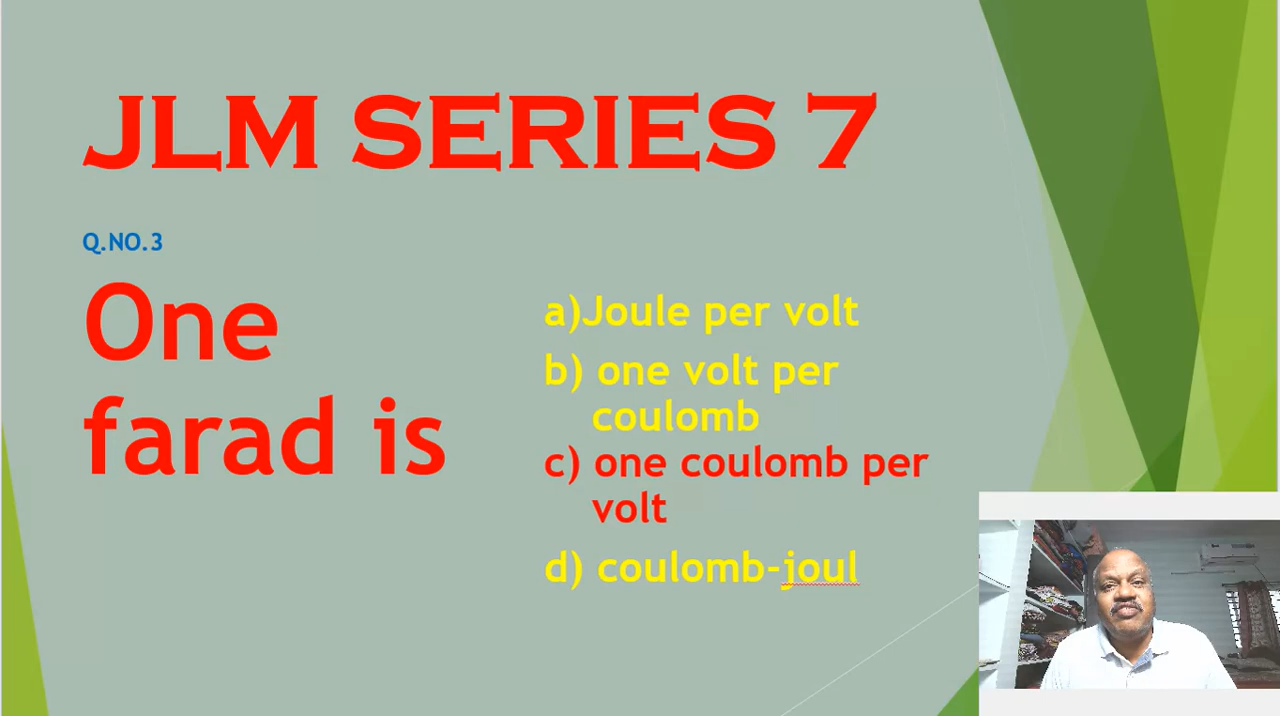 JLM SERIES 7
Q.NO.3
One
farad is
a)Joule per volt
b) one volt per
coulomb
c) one coulomb per
volt
d) coulomb-joul